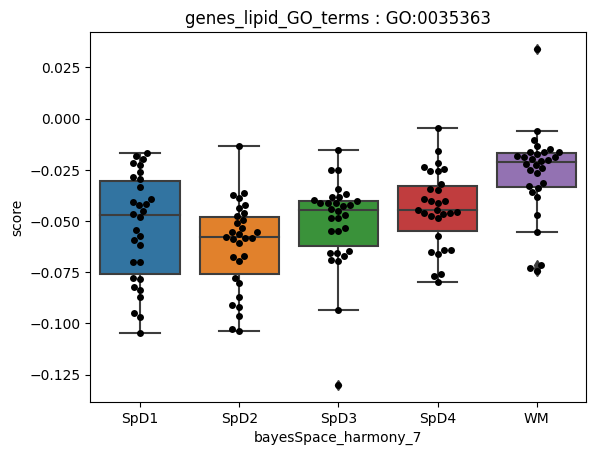 genes_lipid_GO_terms : GO:0035363
0.025
0.000
−0.025
−0.050
−0.075
−0.100
−0.125
score
SpD1 SpD2 SpD3 SpD4 WM
bayesSpace_harmony_7